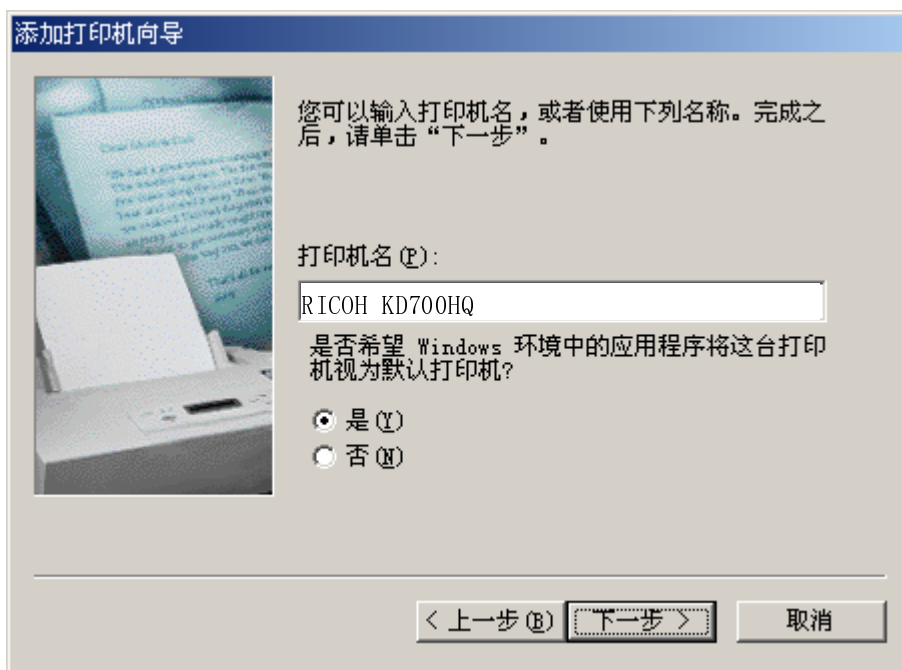 添加打印机向导
您可以输入打印机名，或者使用下列名称。完成之
后，请单击“下一步”。
打印机名(P):
RICOH KD700HQ
是否希望 Windows 环境中的应用程序将这台打印
机视为默认打印机?
是(Y)
否(N)
< 上一步(B)
下一步 >
取消